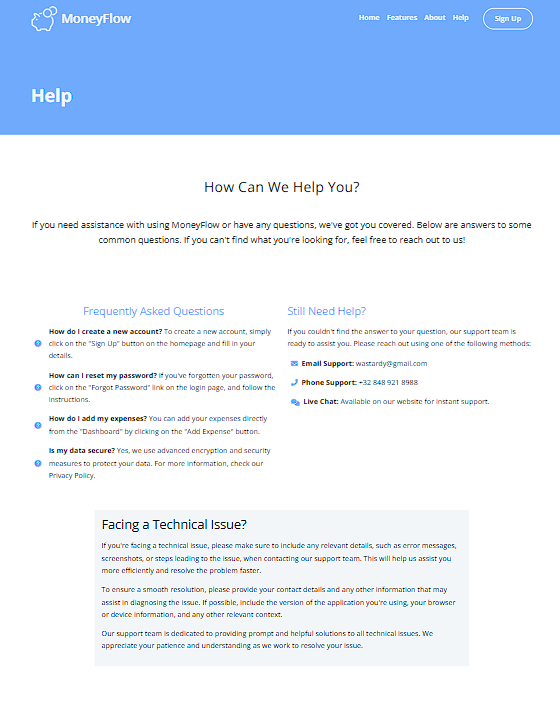 MoneyFlow
Home Features About Help Sign Up
Help
How Can We Help You?
If you need assistance with using MoneyFlow or have any questions, we've got you covered. Below are answers to some
common questions. If you can't find what you're looking for, feel free to reach out to us!
Frequently Asked Questions
How do I create a new account? To create a new account, simply
click on the "Sign Up" button on the homepage and fill in your
details.
How can I reset my password? If you've forgotten your password,
click on the "Forgot Password" link on the login page, and follow the
instructions.
How do I add my expenses? You can add your expenses directly
from the "Dashboard" by clicking on the "Add Expense" button.
Is my data secure? Yes, we use advanced encryption and security
measures to protect your data. For more information, check our
Privacy Policy.
Still Need Help?
If you couldn't find the answer to your question, our support team is
ready to assist you. Please reach out using one of the following methods:
Email Support: wastardy@gmail.com
Phone Support: +32 848 921 8988
Live Chat: Available on our website for instant support.
Facing a Technical Issue?
If you're facing a technical issue, please make sure to include any relevant details, such as error messages,
screenshots, or steps leading to the issue, when contacting our support team. This will help us assist you
more efficiently and resolve the problem faster.
To ensure a smooth resolution, please provide your contact details and any other information that may
assist in diagnosing the issue. If possible, include the version of the application you're using, your browser
or device information, and any other relevant context.
Our support team is dedicated to providing prompt and helpful solutions to all technical issues. We
appreciate your patience and understanding as we work to resolve your issue.